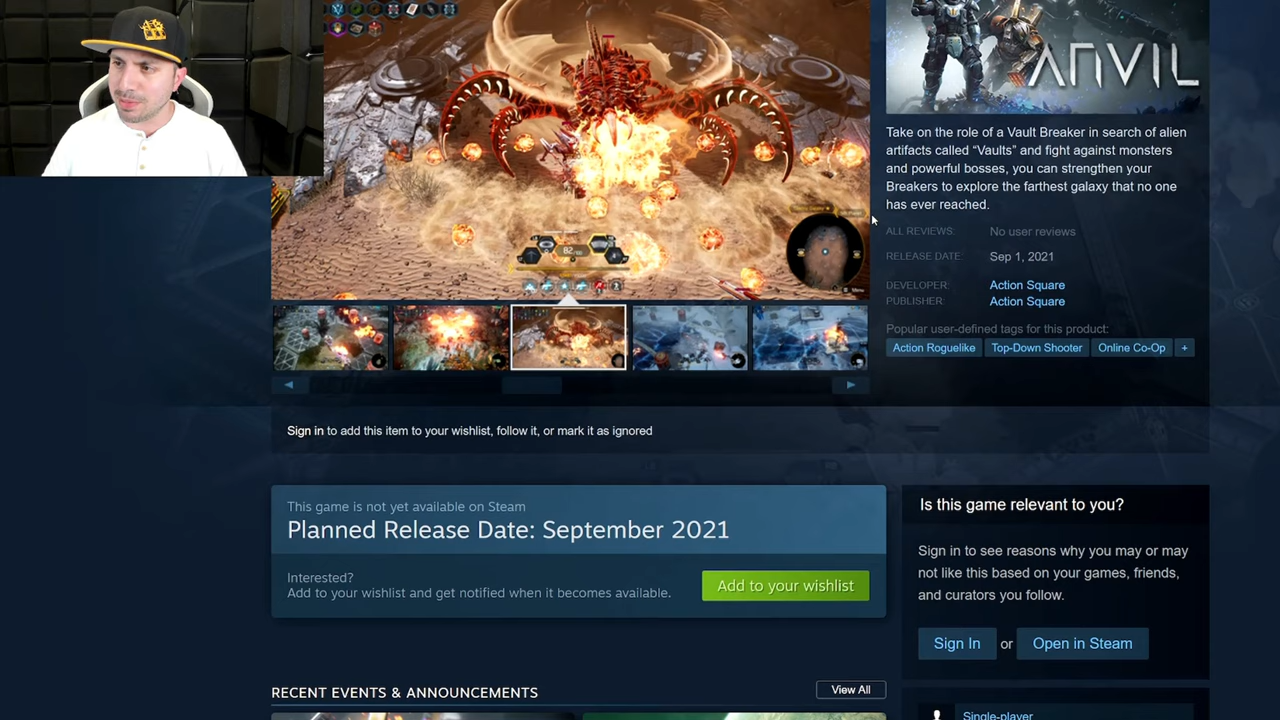 ANVIL
Take on the role of a Vault Breaker in search of alien
artifacts called “Vaults” and fight against monsters
and powerful bosses, you can strengthen your
Breakers to explore the farthest galaxy that no one
has ever reached.
ALL REVIEWS: No user reviews
RELEASE DATE: Sep 1, 2021
DEVELOPER: Action Square
PUBLISHER: Action Square
Popular user-defined tags for this product:
Action Roguelike Top-Down Shooter Online Co-Op +
82
Sign in to add this item to your wishlist, follow it, or mark it as ignored
This game is not yet available on Steam
Planned Release Date: September 2021
Interested?
Add to your wishlist and get notified when it becomes available.
Add to your wishlist
Is this game relevant to you?
Sign in to see reasons why you may or may
not like this based on your games, friends,
and curators you follow.
Sign In or Open in Steam
RECENT EVENTS & ANNOUNCEMENTS
View All
Single-player